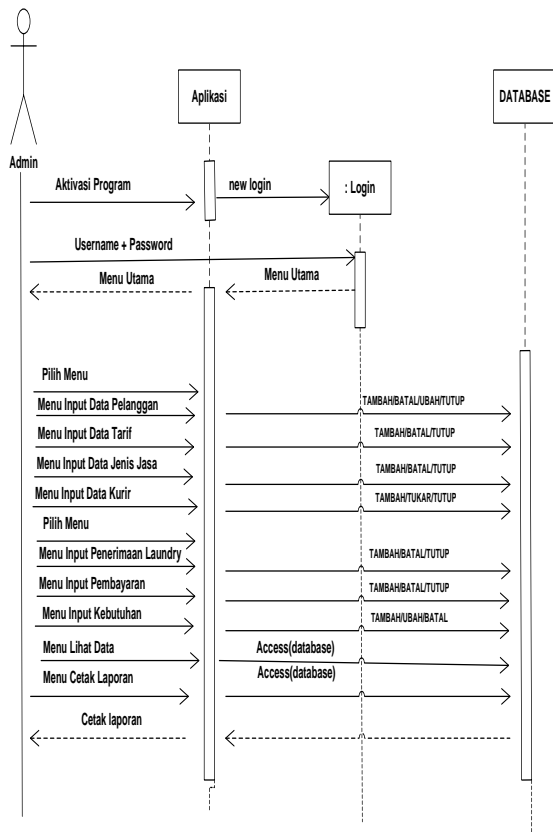 Aplikasi
DATABASE
Admin
Aktivasi Program
new login
: Login
Username + Password
Menu Utama
Menu Utama
Pilih Menu
Menu Input Data Pelanggan
TAMBAH/BATAL/UBAH/TUTUP
Menu Input Data Tarif
TAMBAH/BATAL/TUTUP
Menu Input Data Jenis Jasa
TAMBAH/BATAL/TUTUP
Menu Input Data Kurir
TAMBAH/TUKAR/TUTUP
Pilih Menu
Menu Input Penerimaan Laundry
TAMBAH/BATAL/TUTUP
Menu Input Pembayaran
TAMBAH/BATAL/TUTUP
Menu Input Kebutuhan
TAMBAH/UBAH/BATAL
Menu Lihat Data
Access(database)
Menu Cetak Laporan
Access(database)
Cetak laporan